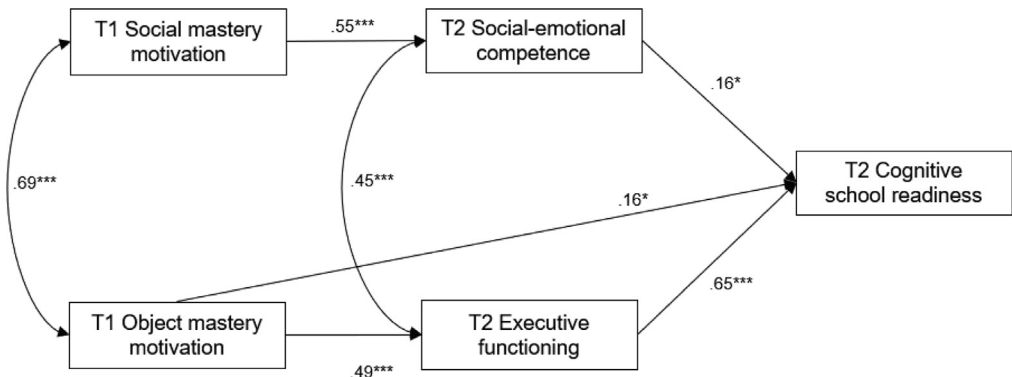 T1 Social mastery
motivation
.55***
T2 Social-emotional
competence
.16*
.69***
.45***
T2 Cognitive
school readiness
.16*
.65***
T1 Object mastery
motivation
.49***
T2 Executive
functioning